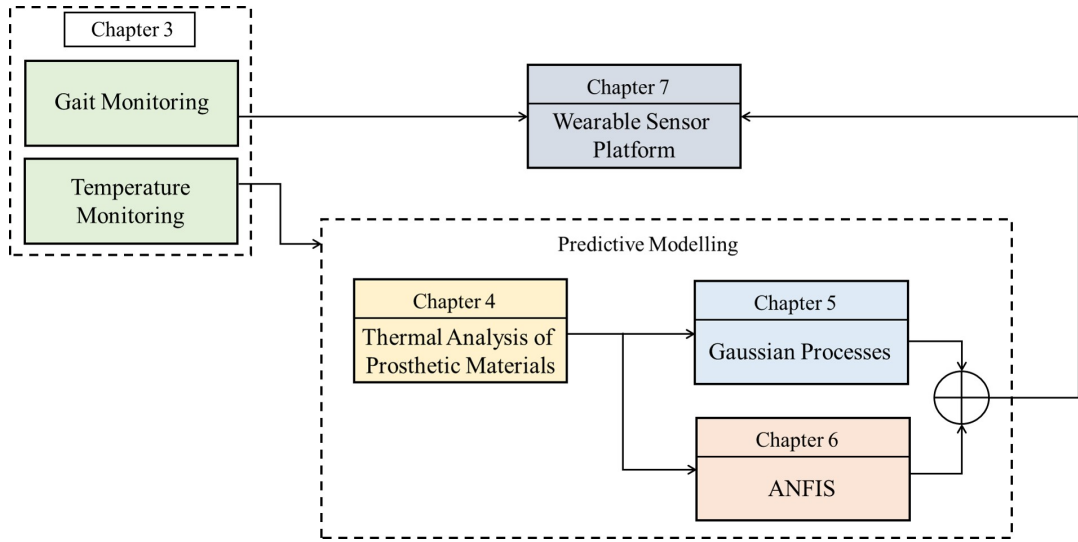 Chapter 3
Gait Monitoring
Temperature
Monitoring
Chapter 7
Wearable Sensor
Platform
Predictive Modelling
Chapter 4
Thermal Analysis of
Prosthetic Materials
Chapter 5
Gaussian Processes
Chapter 6
ANFIS